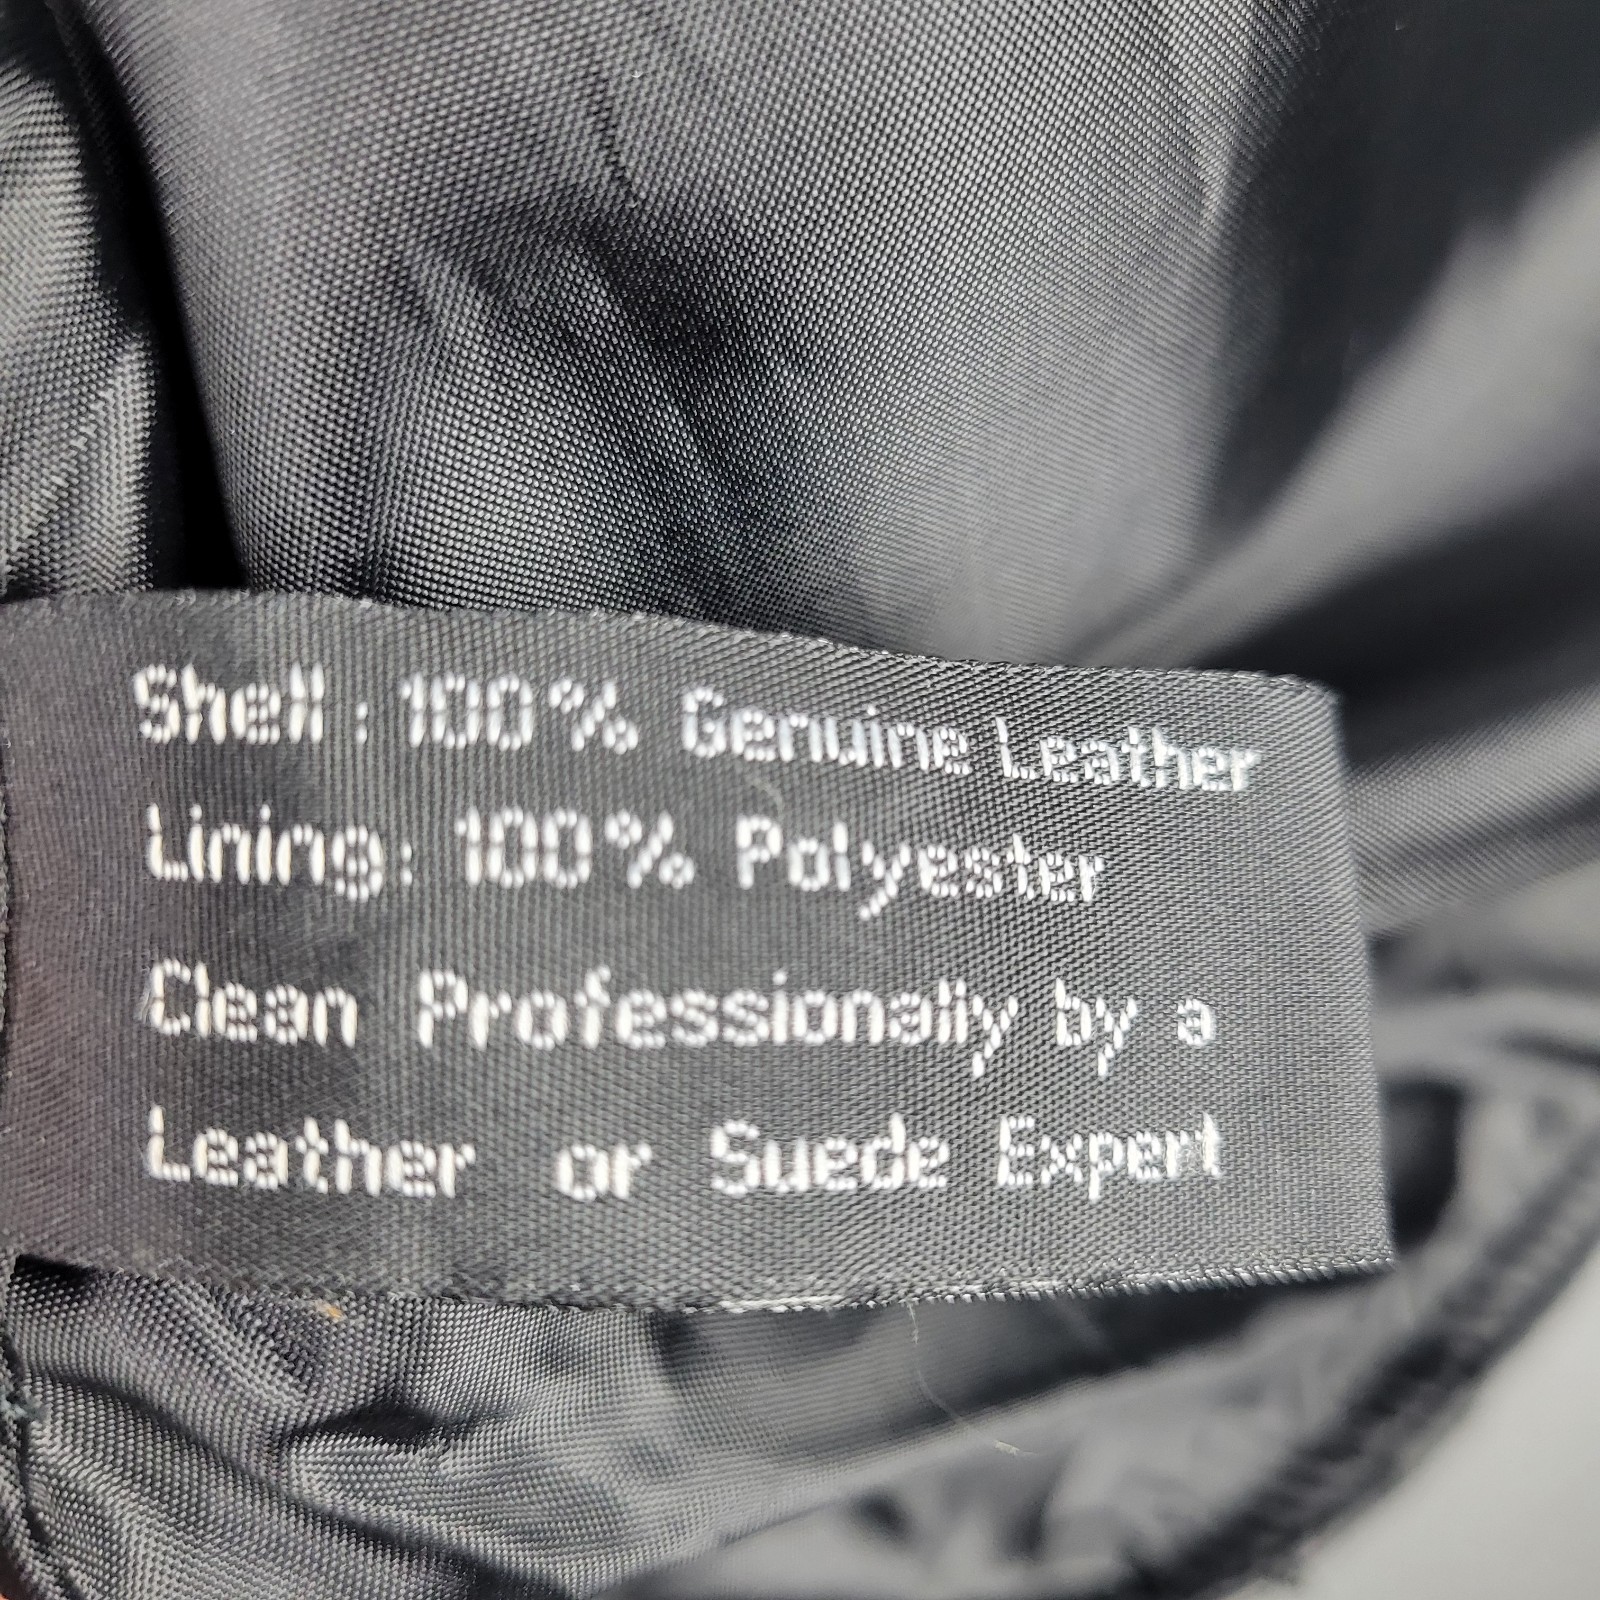 Shell : 100% Genuine Leather
Lining : 100% Polyester
Clean Professionally by a
Leather or Suede Expert